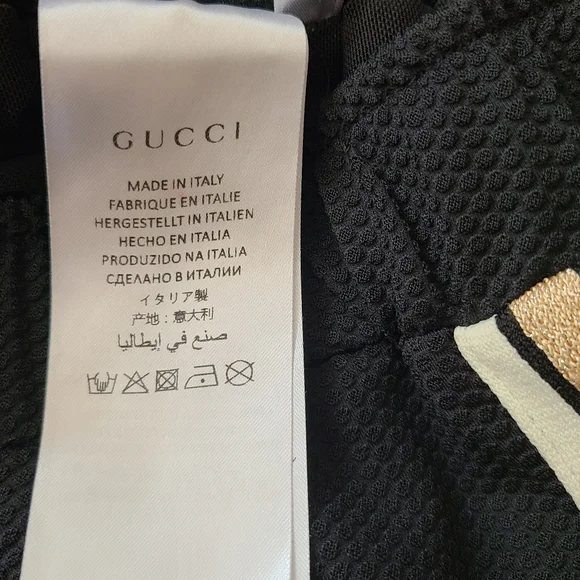 GUCCI
MADE IN ITALY
FABRIQUE EN ITALIE
HERGESTELLT IN ITALIEN
HECHO EN ITALIA
PRODUZIDO NA ITALIA
СДЕЛАНО В ИТАЛИИ
イタリア製
产地：意大利
صنع في إيطاليا